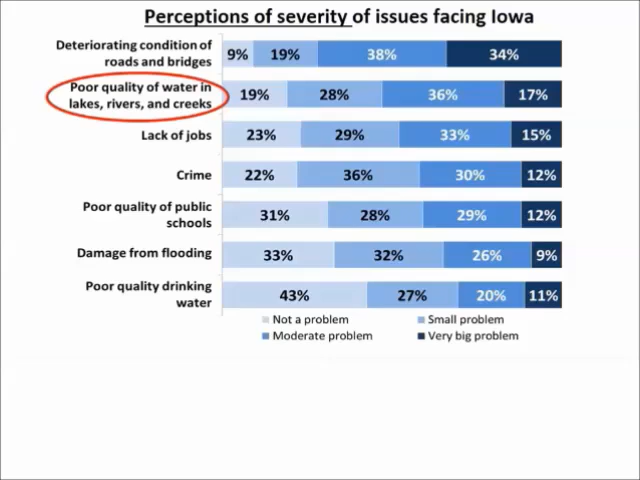 Perceptions of severity of issues facing Iowa
Deteriorating condition of
roads and bridges
9% 19% 38% 34%
Poor quality of water in
lakes, rivers, and creeks
19% 28% 36% 17%
Lack of jobs
23% 29% 33% 15%
Crime
22% 36% 30% 12%
Poor quality of public
schools
31% 28% 29% 12%
Damage from flooding
33% 32% 26% 9%
Poor quality drinking
water
43% 27% 20% 11%
Not a problem
Small problem
Moderate problem
Very big problem